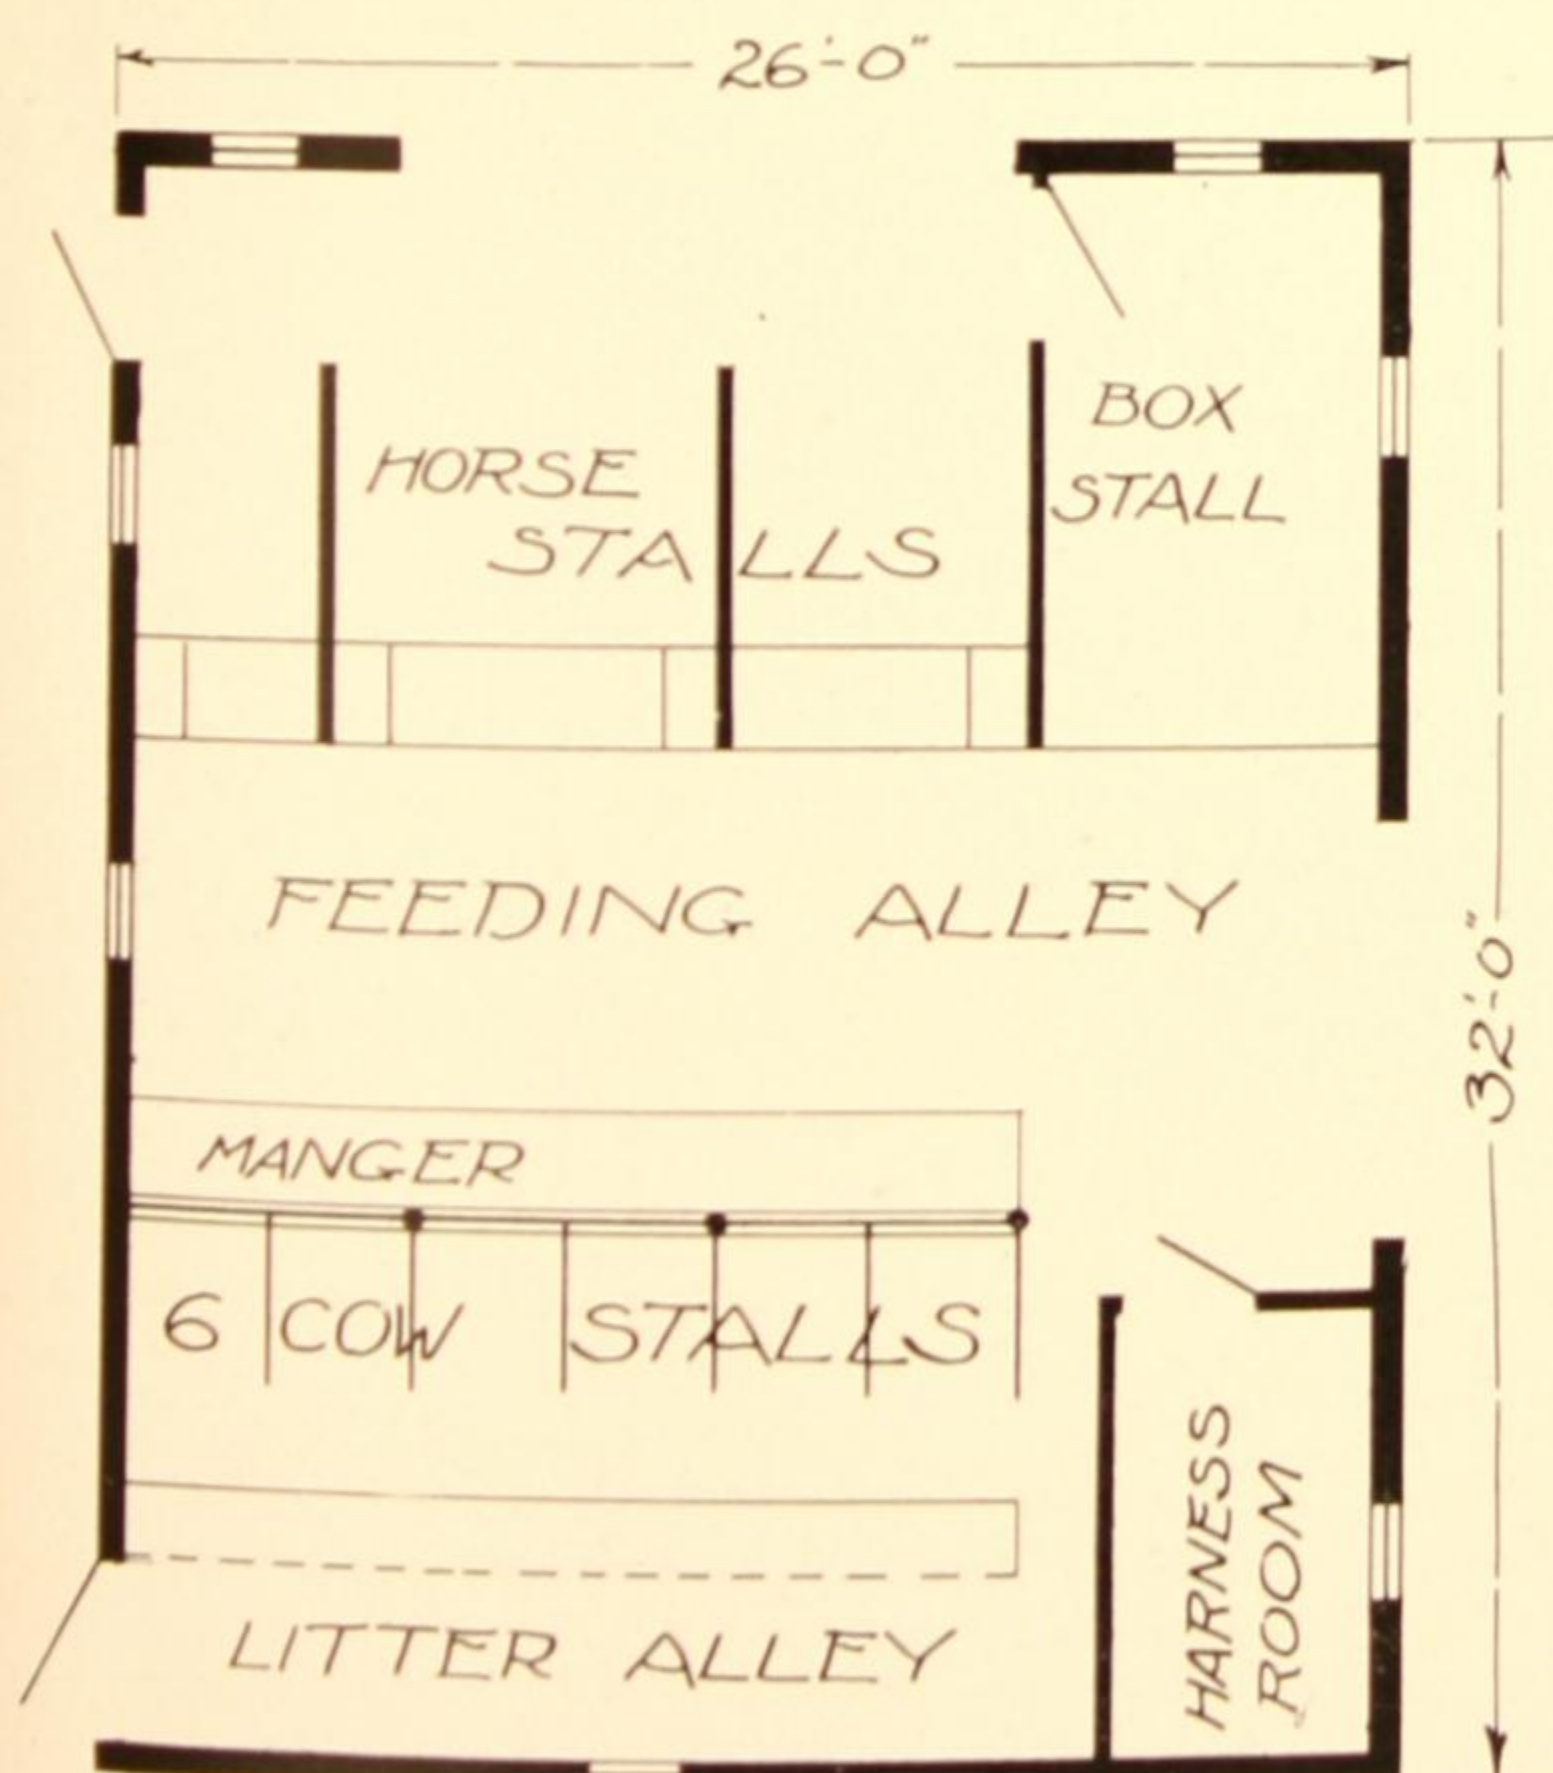 26'-0"
BOX
STALL
HORSE
STALLS
FEEDING ALLEY
32'-0"
MANGER
6 COW STALLS
HARNESS
ROOM
LITTER ALLEY